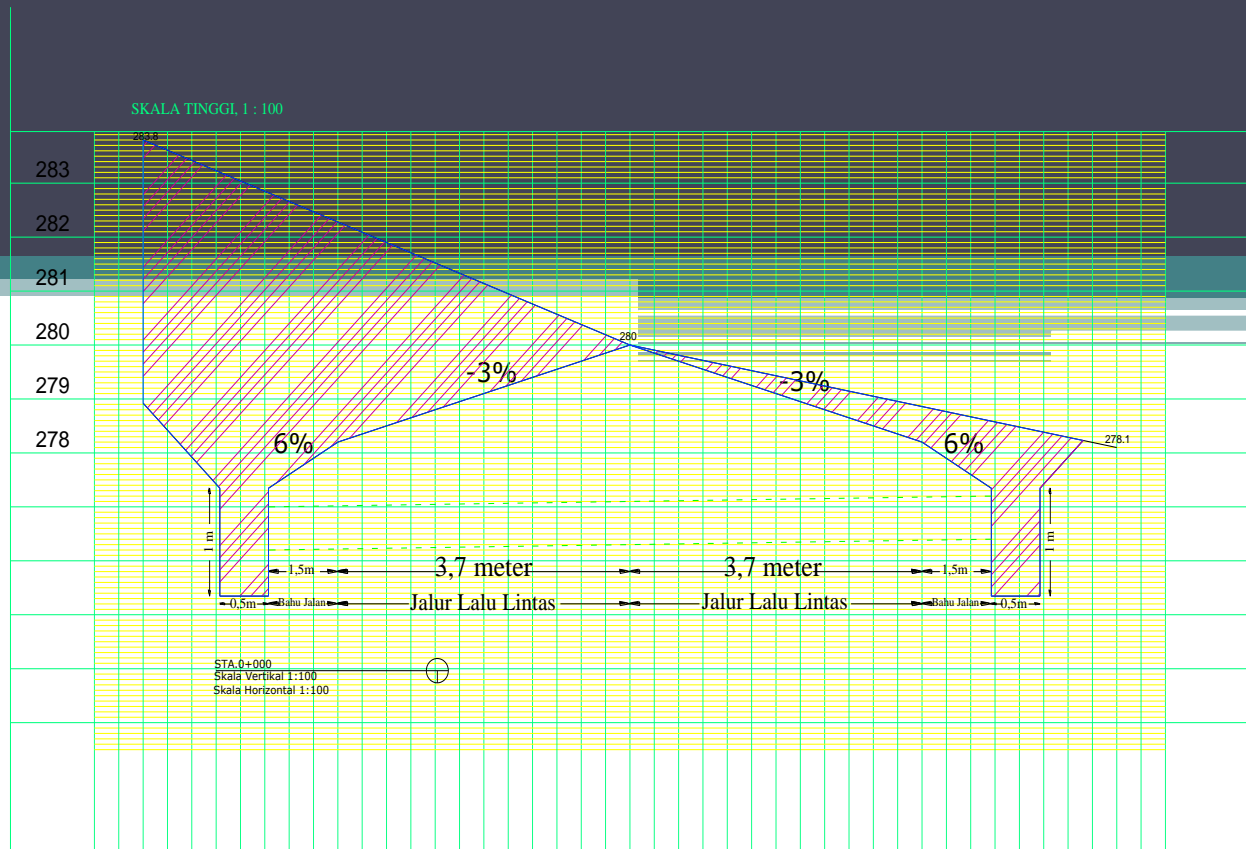 SKALA TINGGI, 1 : 100
283.8
283
282
281
280
280
279
-3%
-3%
278
6%
6%
278.1
1 m
1 m
1,5m
3,7 meter
3,7 meter
1,5m
0,5m
Bahu Jalan
Jalur Lalu Lintas
Jalur Lalu Lintas
Bahu Jalan
0,5m
STA.0+000
Skala Vertikal 1:100
Skala Horizontal 1:100